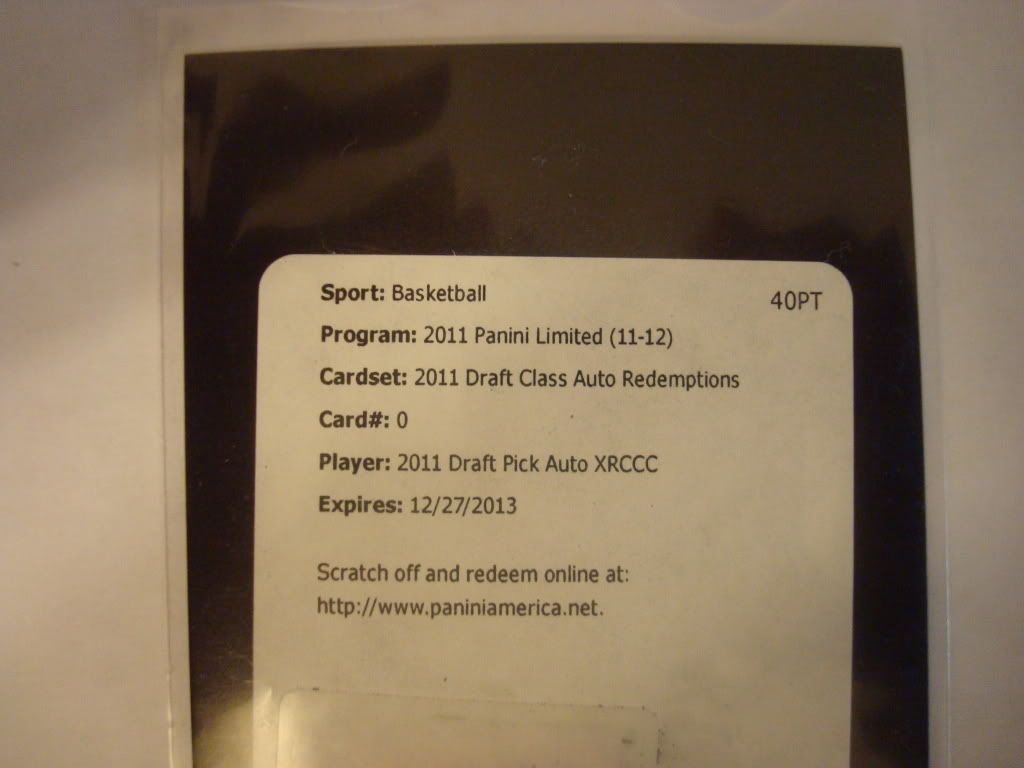 Sport: Basketball
40PT
Program: 2011 Panini Limited (11-12)
Cardset: 2011 Draft Class Auto Redemptions
Card#: 0
Player: 2011 Draft Pick Auto XRCCC
Expires: 12/27/2013
Scratch off and redeem online at:
http://www.paniniamerica.net.